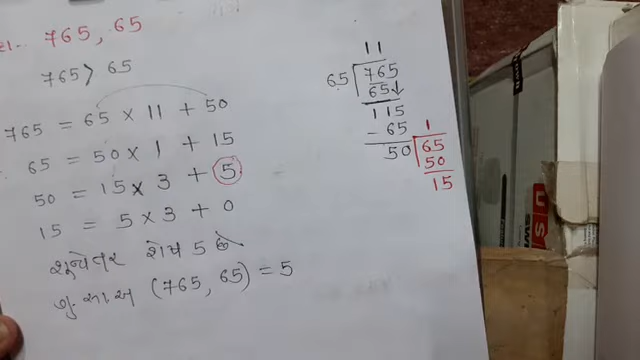 રા.- 765, 65
765 > 65
765 = 65 × 11 + 50
65 = 50 × 1 + 15
50 = 15 × 3 + 5
15 = 5 × 3 + 0
શૂન્યેતર શેષ 5 છે
ગુ.સા.અ (765, 65) = 5
11
65 765
65↓
115
- 65
50
1
65
50
15